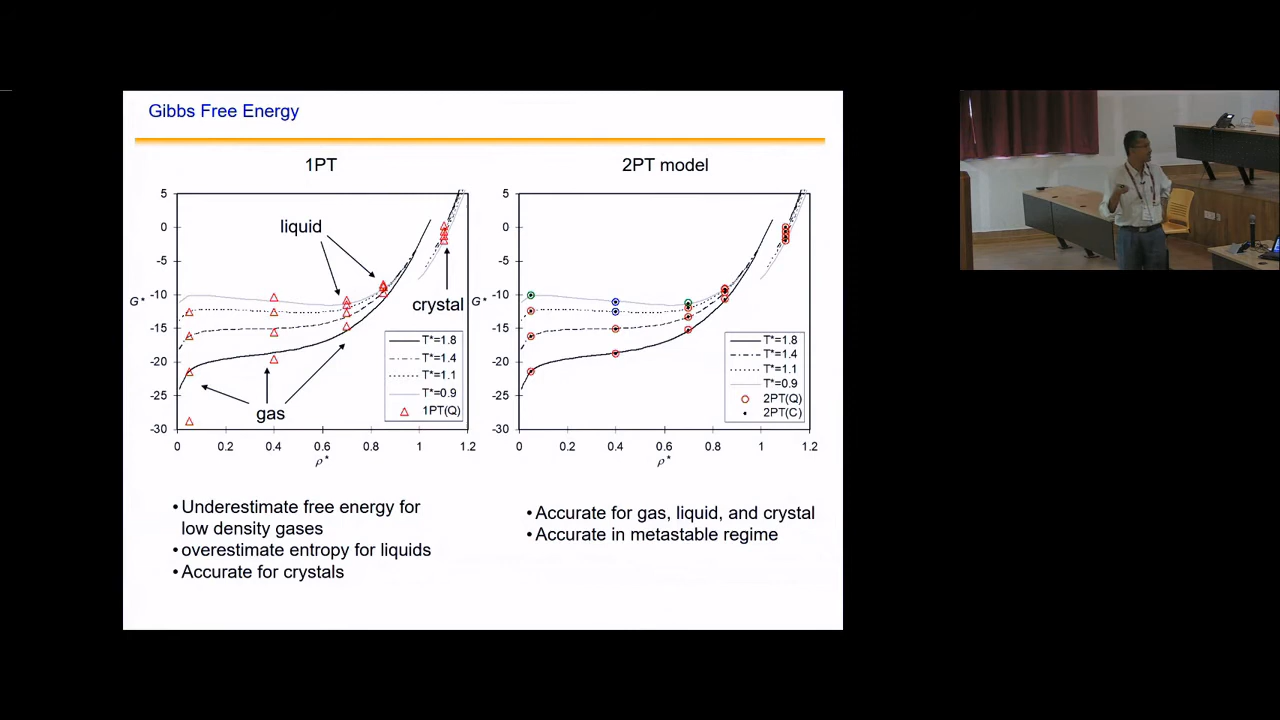 Gibbs Free Energy
1PT
2PT model
5
0
-5
-10
-15
-20
-25
-30
G*
0
0.2
0.4
0.6
0.8
1
1.2
ρ*
liquid
crystal
gas
T*=1.8
T*=1.4
T*=1.1
T*=0.9
1PT(Q)
5
0
-5
-10
-15
-20
-25
-30
G*
0
0.2
0.4
0.6
0.8
1
1.2
ρ*
T*=1.8
T*=1.4
T*=1.1
T*=0.9
2PT(Q)
2PT(C)
•Underestimate free energy for
low density gases
•overestimate entropy for liquids
•Accurate for crystals
•Accurate for gas, liquid, and crystal
•Accurate in metastable regime